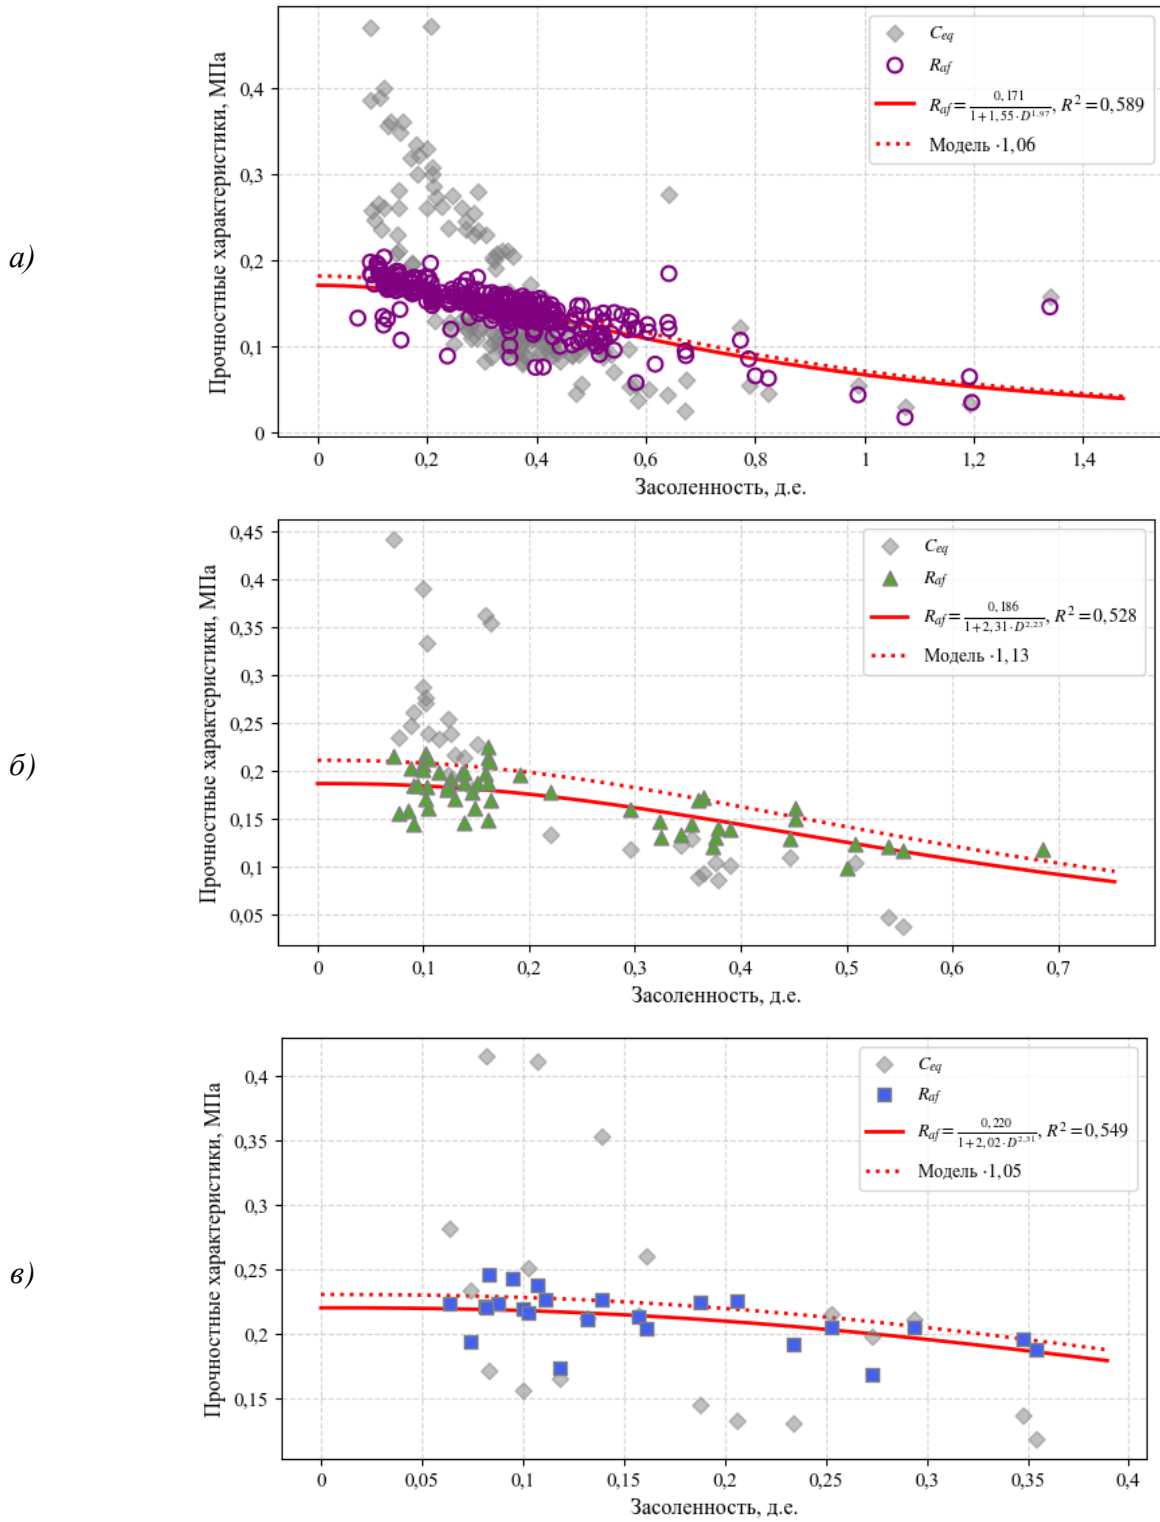 а)
Прочностные характеристики, МПа
0,4
0,3
0,2
0,1
0
C_eq
R_af
R_af = 0,171 / (1+1,55·D^1,97), R² = 0,589
Модель ·1,06
0 0,2 0,4 0,6 0,8 1 1,2 1,4
Засоленность, д.е.
б)
Прочностные характеристики, МПа
0,45
0,4
0,35
0,3
0,25
0,2
0,15
0,1
0,05
C_eq
R_af
R_af = 0,186 / (1+2,31·D^2,23), R² = 0,528
Модель ·1,13
0 0,1 0,2 0,3 0,4 0,5 0,6 0,7
Засоленность, д.е.
в)
Прочностные характеристики, МПа
0,4
0,35
0,3
0,25
0,2
0,15
C_eq
R_af
R_af = 0,220 / (1+2,02·D^2,31), R² = 0,549
Модель ·1,05
0 0,05 0,1 0,15 0,2 0,25 0,3 0,35 0,4
Засоленность, д.е.